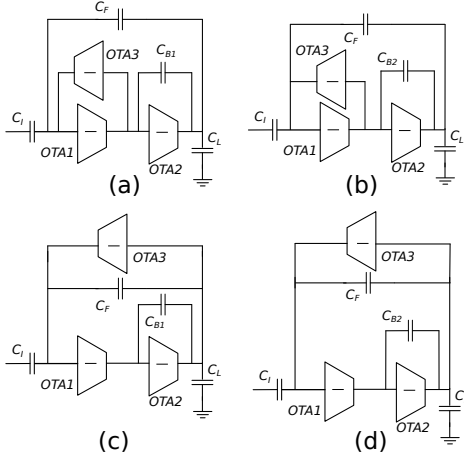 C_F
C_B1
OTA3
C_I
C_L
OTA1
OTA2
(a)
C_F
C_B2
OTA3
C_I
C_L
OTA1
OTA2
(b)
OTA3
C_F
C_B1
C_I
C_L
OTA1
OTA2
(c)
OTA3
C_F
C_B2
C_I
C
OTA1
OTA2
(d)